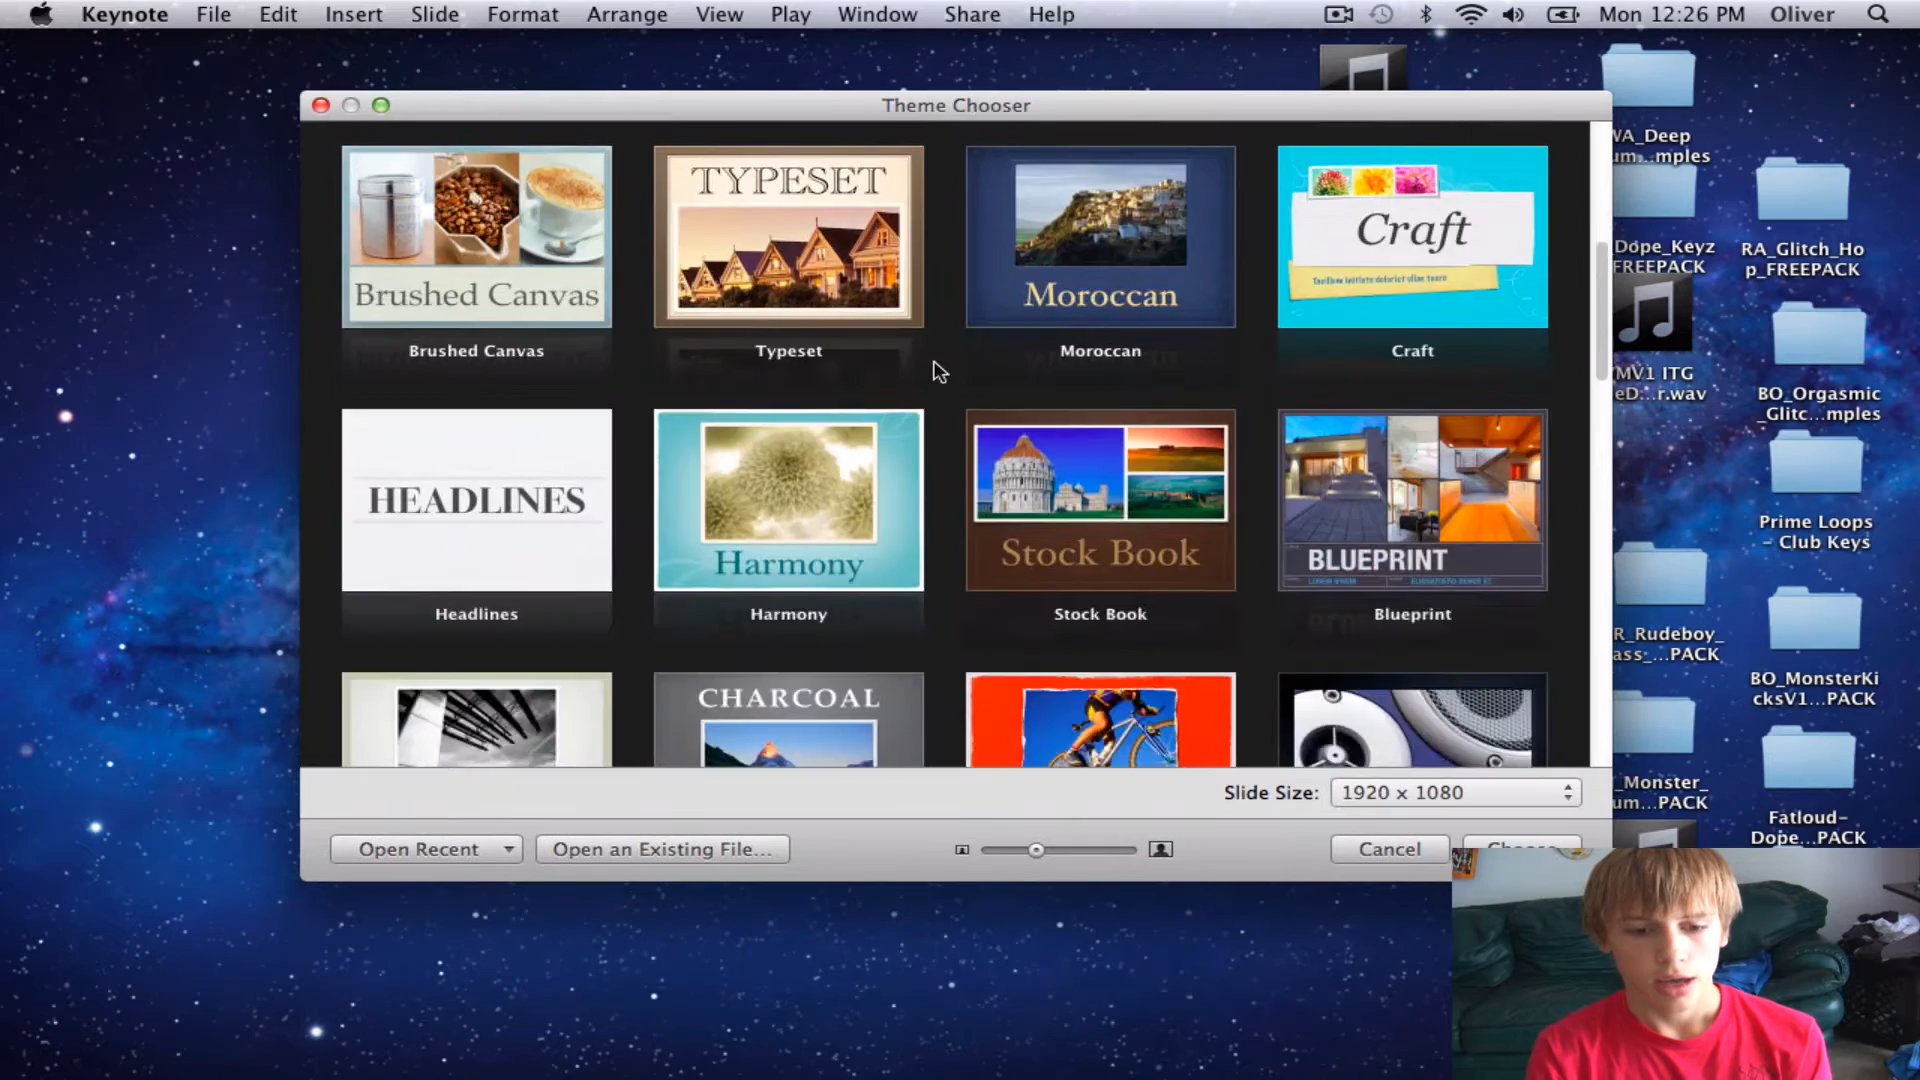 Keynote File Edit Insert Slide Format Arrange View Play Window Share Help Mon 12:26 PM Oliver
Theme Chooser
Brushed Canvas
TYPESET
Moroccan
Craft
Brushed Canvas
Typeset
Moroccan
Craft
HEADLINES
Harmony
Stock Book
BLUEPRINT
Headlines
Harmony
Stock Book
Blueprint
CHARCOAL
Slide Size: 1920 x 1080
Open Recent
Open an Existing File...
Cancel
WA_Deep
um...mples
Dope_Keyz
FREEPACK
RA_Glitch_Ho
p_FREEPACK
MV1 ITG
eD...r.wav
BO_Orgasmic
_Glitc...mples
Prime Loops
- Club Keys
R_Rudeboy_
ass_...PACK
BO_MonsterKi
cksV1...PACK
_Monster_
um...PACK
Fatloud-
Dope...PACK